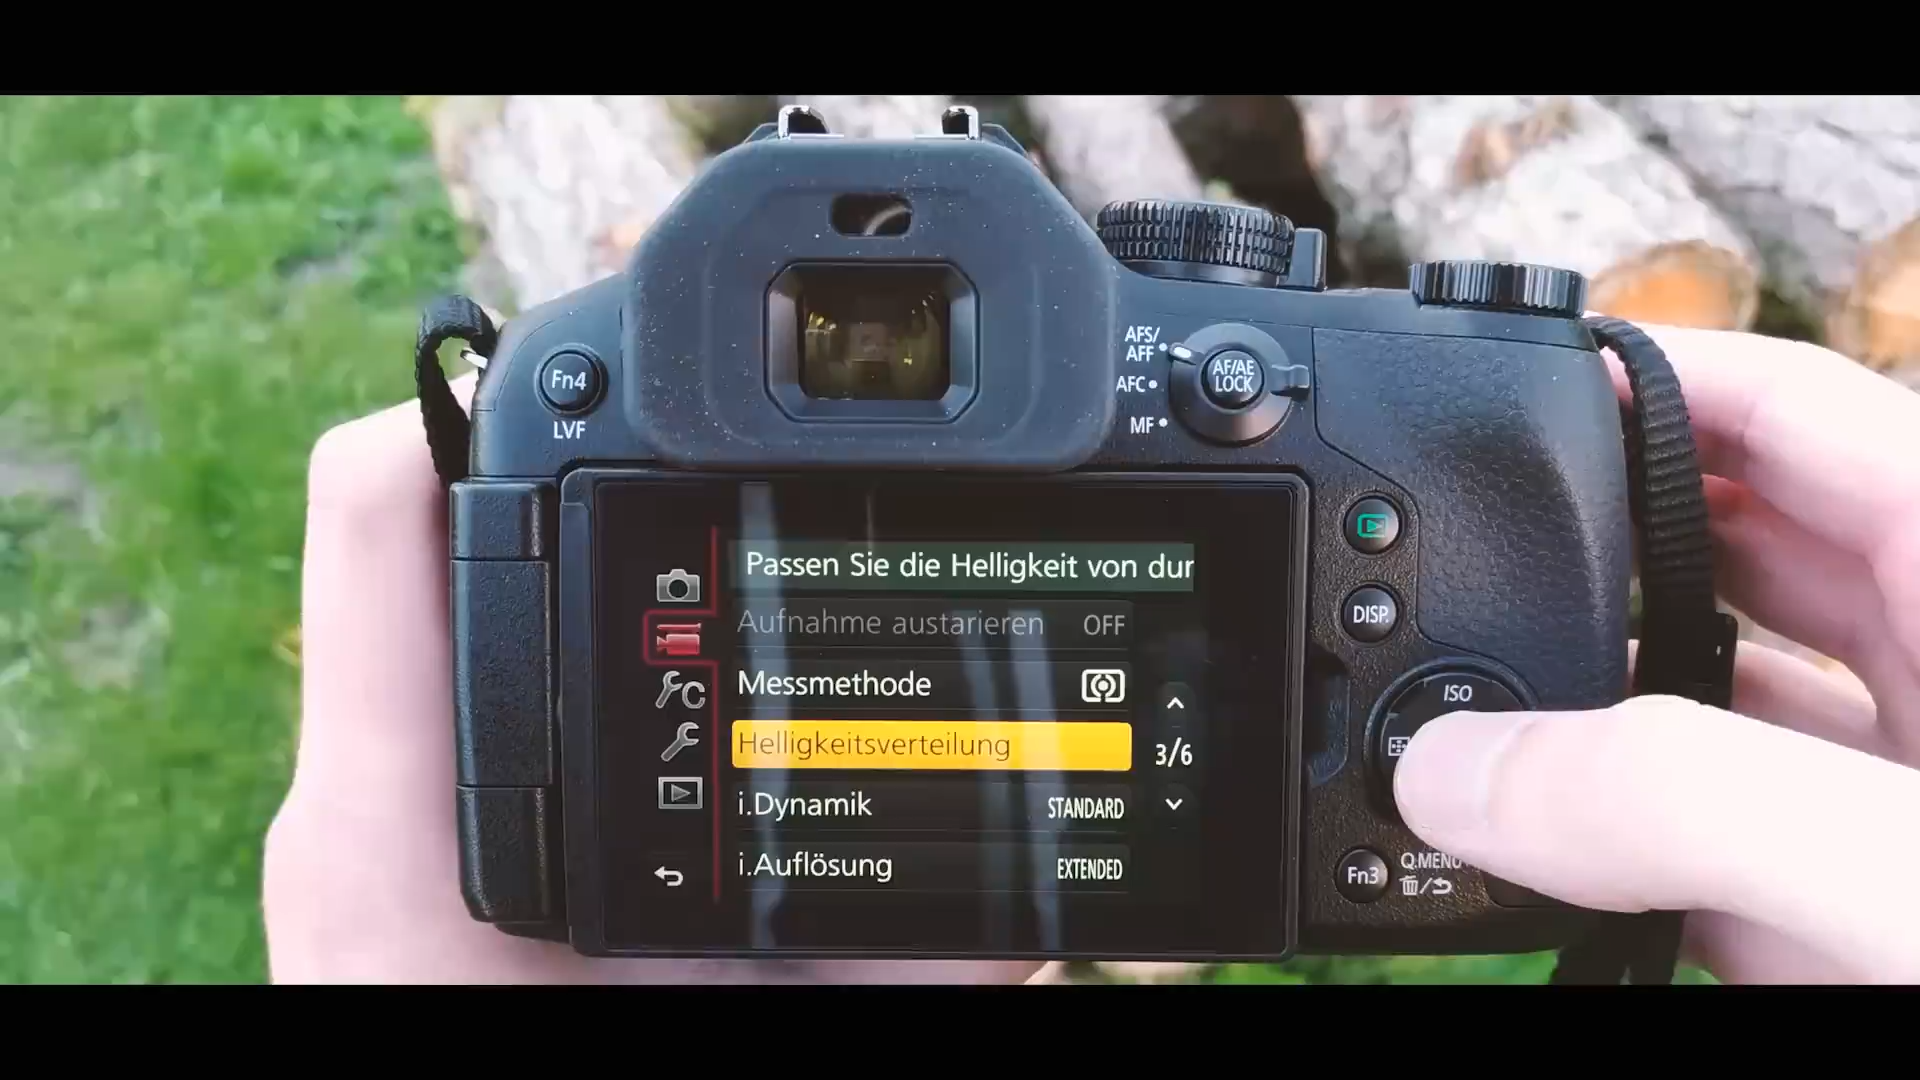 AFS/
AFF
AFC
MF
AF/AE
LOCK
Fn4
LVF
Passen Sie die Helligkeit von dur
Aufnahme austarieren OFF
Messmethode
Helligkeitsverteilung
i.Dynamik STANDARD
i.Auflösung EXTENDED
3/6
C
DISP.
ISO
Fn3
Q.MENU